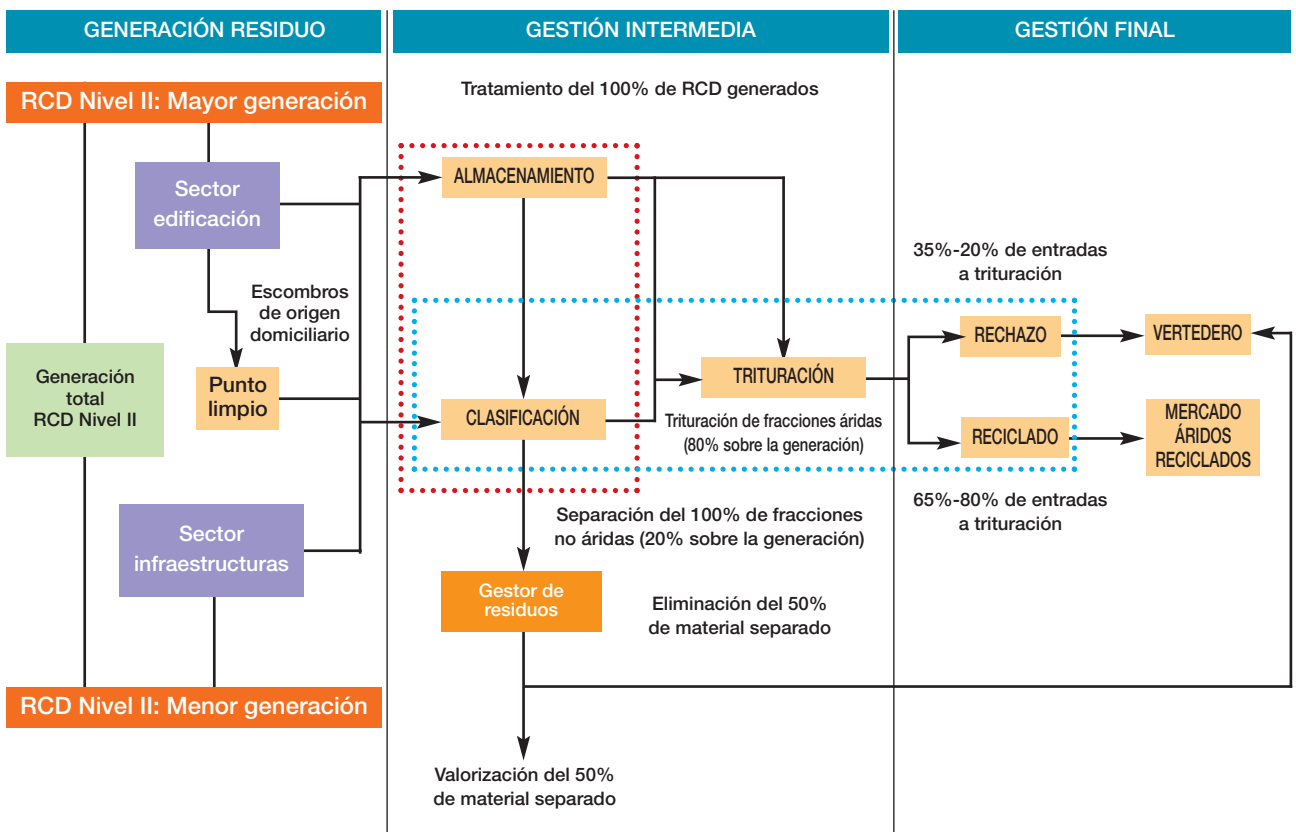 GENERACIÓN RESIDUO
GESTIÓN INTERMEDIA
GESTIÓN FINAL
RCD Nivel II: Mayor generación
Tratamiento del 100% de RCD generados
Sector
edificación
ALMACENAMIENTO
35%-20% de entradas
a trituración
Escombros
de origen
domiciliario
Generación
total
RCD Nivel II
Punto
limpio
CLASIFICACIÓN
TRITURACIÓN
Trituración de fracciones áridas
(80% sobre la generación)
RECHAZO
VERTEDERO
RECICLADO
MERCADO
ÁRIDOS
RECICLADOS
65%-80% de entradas
a trituración
Sector
infraestructuras
Separación del 100% de fracciones
no áridas (20% sobre la generación)
Gestor de
residuos
Eliminación del 50%
de material separado
RCD Nivel II: Menor generación
Valorización del 50%
de material separado